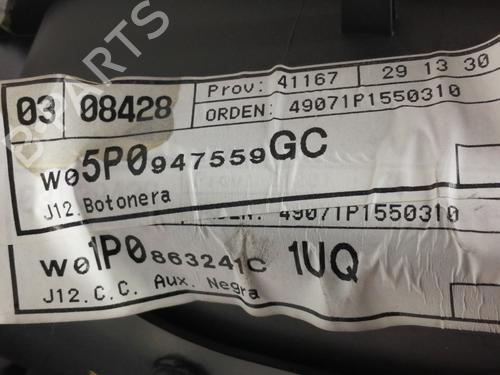 B-PARTS
03 08428 Prov: 41167 29 13 30
ORDEN: 49071P1550310
W05P0947559GC
J12.Botonera
49071P1550310
W01P0863241C 1UQ
J12.C.C. Aux. Negra